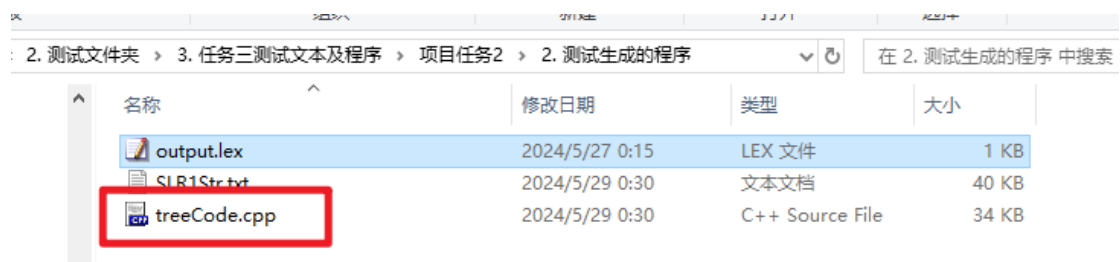 2. 测试文件夹 › 3. 任务三测试文本及程序 › 项目任务2 › 2. 测试生成的程序 在 2. 测试生成的程序 中搜索
名称 修改日期 类型 大小
output.lex 2024/5/27 0:15 LEX 文件 1 KB
SLR1Str.txt 2024/5/29 0:30 文本文档 40 KB
treeCode.cpp 2024/5/29 0:30 C++ Source File 34 KB